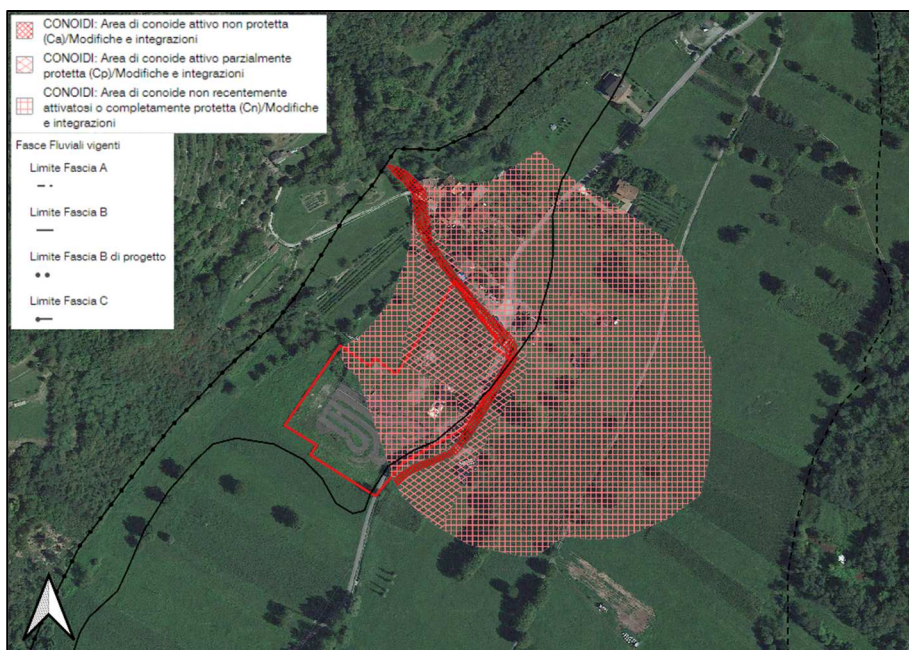 CONOIDI: Area di conoide attivo non protetta
(Ca)/Modifiche e integrazioni
CONOIDI: Area di conoide attivo parzialmente
protetta (Cp)/Modifiche e integrazioni
CONOIDI: Area di conoide non recentemente
attivatosi o completamente protetta (Cn)/Modifiche
e integrazioni
Fasce Fluviali vigenti
Limite Fascia A
Limite Fascia B
Limite Fascia B di progetto
Limite Fascia C